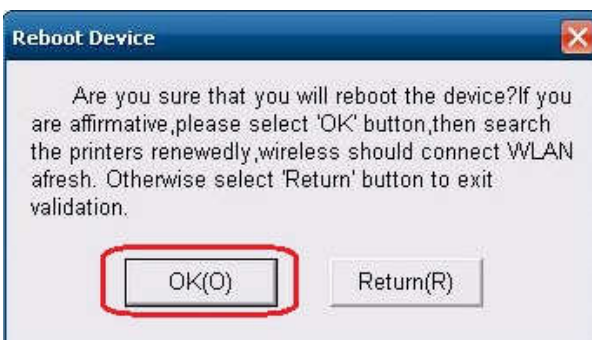 Reboot Device
Are you sure that you will reboot the device?If you
are affirmative,please select 'OK' button,then search
the printers renewedly,wireless should connect WLAN
afresh. Otherwise select 'Return' button to exit
validation.
OK(O)
Return(R)